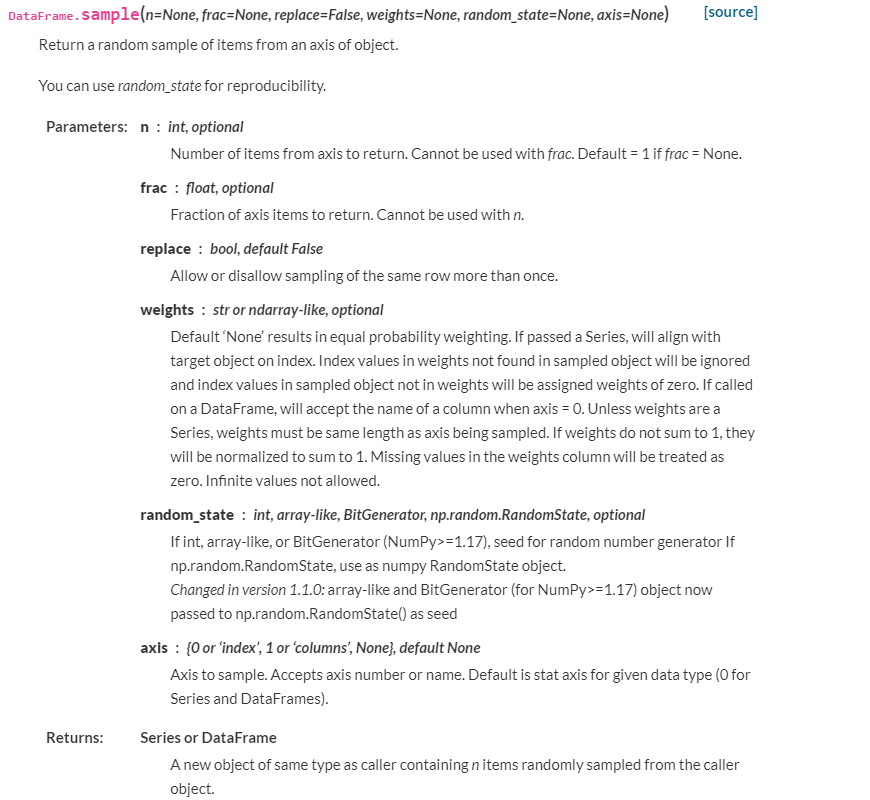 DataFrame.sample(n=None, frac=None, replace=False, weights=None, random_state=None, axis=None) [source]
Return a random sample of items from an axis of object.
You can use random_state for reproducibility.
Parameters: n : int, optional
Number of items from axis to return. Cannot be used with frac. Default = 1 if frac = None.
frac : float, optional
Fraction of axis items to return. Cannot be used with n.
replace : bool, default False
Allow or disallow sampling of the same row more than once.
weights : str or ndarray-like, optional
Default ‘None’ results in equal probability weighting. If passed a Series, will align with
target object on index. Index values in weights not found in sampled object will be ignored
and index values in sampled object not in weights will be assigned weights of zero. If called
on a DataFrame, will accept the name of a column when axis = 0. Unless weights are a
Series, weights must be same length as axis being sampled. If weights do not sum to 1, they
will be normalized to sum to 1. Missing values in the weights column will be treated as
zero. Infinite values not allowed.
random_state : int, array-like, BitGenerator, np.random.RandomState, optional
If int, array-like, or BitGenerator (NumPy>=1.17), seed for random number generator If
np.random.RandomState, use as numpy RandomState object.
Changed in version 1.1.0: array-like and BitGenerator (for NumPy>=1.17) object now
passed to np.random.RandomState() as seed
axis : {0 or ‘index’, 1 or ‘columns’, None}, default None
Axis to sample. Accepts axis number or name. Default is stat axis for given data type (0 for
Series and DataFrames).
Returns: Series or DataFrame
A new object of same type as caller containing n items randomly sampled from the caller
object.